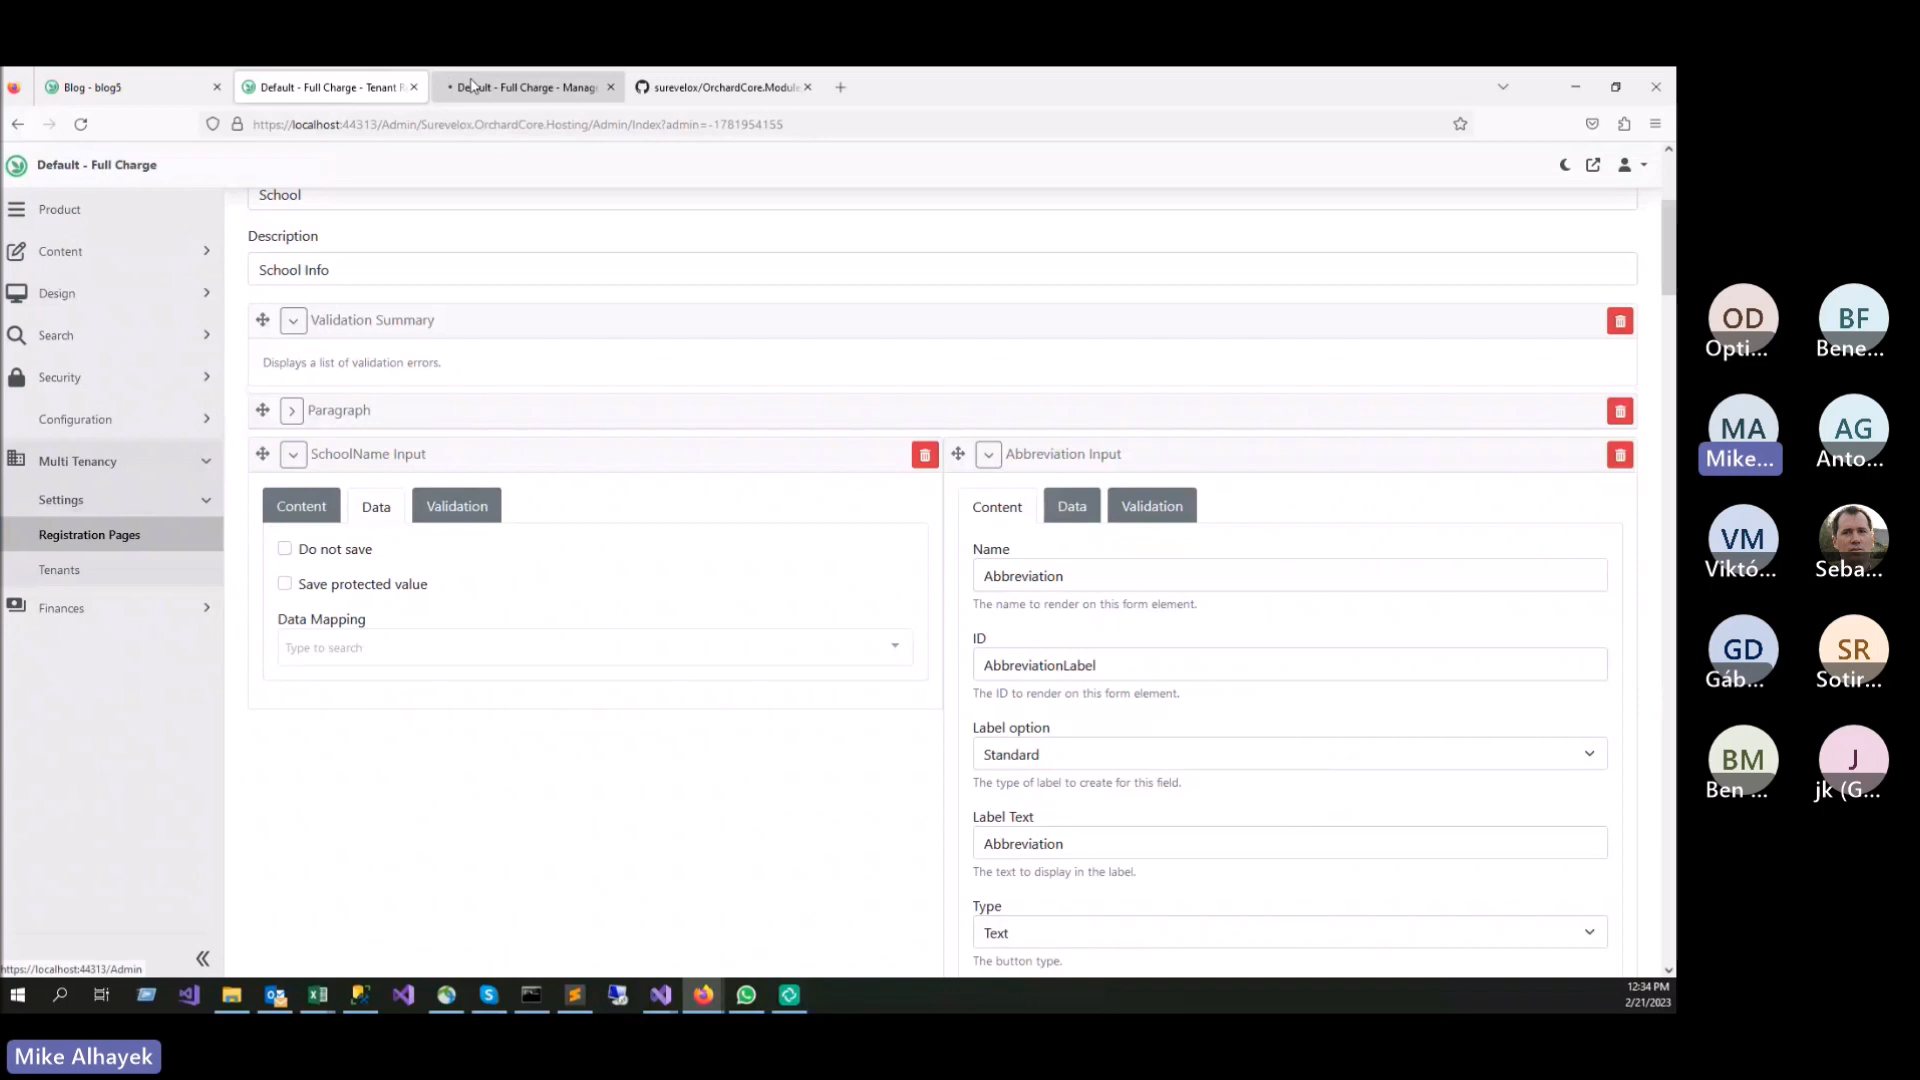 Blog - blog5
Default - Full Charge - Tenant R
Default - Full Charge - Manag
surevelox/OrchardCore.Module
https://localhost:44313/Admin/Surevelox.OrchardCore.Hosting/Admin/Index?admin=-1781954155
Default - Full Charge
Product
Content
Design
Search
Security
Configuration
Multi Tenancy
Settings
Registration Pages
Tenants
Finances
https://localhost:44313/Admin
School
Description
School Info
Validation Summary
Displays a list of validation errors.
Paragraph
SchoolName Input
Content Data Validation
Do not save
Save protected value
Data Mapping
Type to search
Abbreviation Input
Content Data Validation
Name
Abbreviation
The name to render on this form element.
ID
AbbreviationLabel
The ID to render on this form element.
Label option
Standard
The type of label to create for this field.
Label Text
Abbreviation
The text to display in the label.
Type
Text
The button type.
12:34 PM
2/21/2023
OD BF
Opti... Bene...
MA AG
Mike... Anto...
VM
Viktó... Seba...
GD SR
Gáb... Sotir...
BM J
Ben ... jk (G...
Mike Alhayek